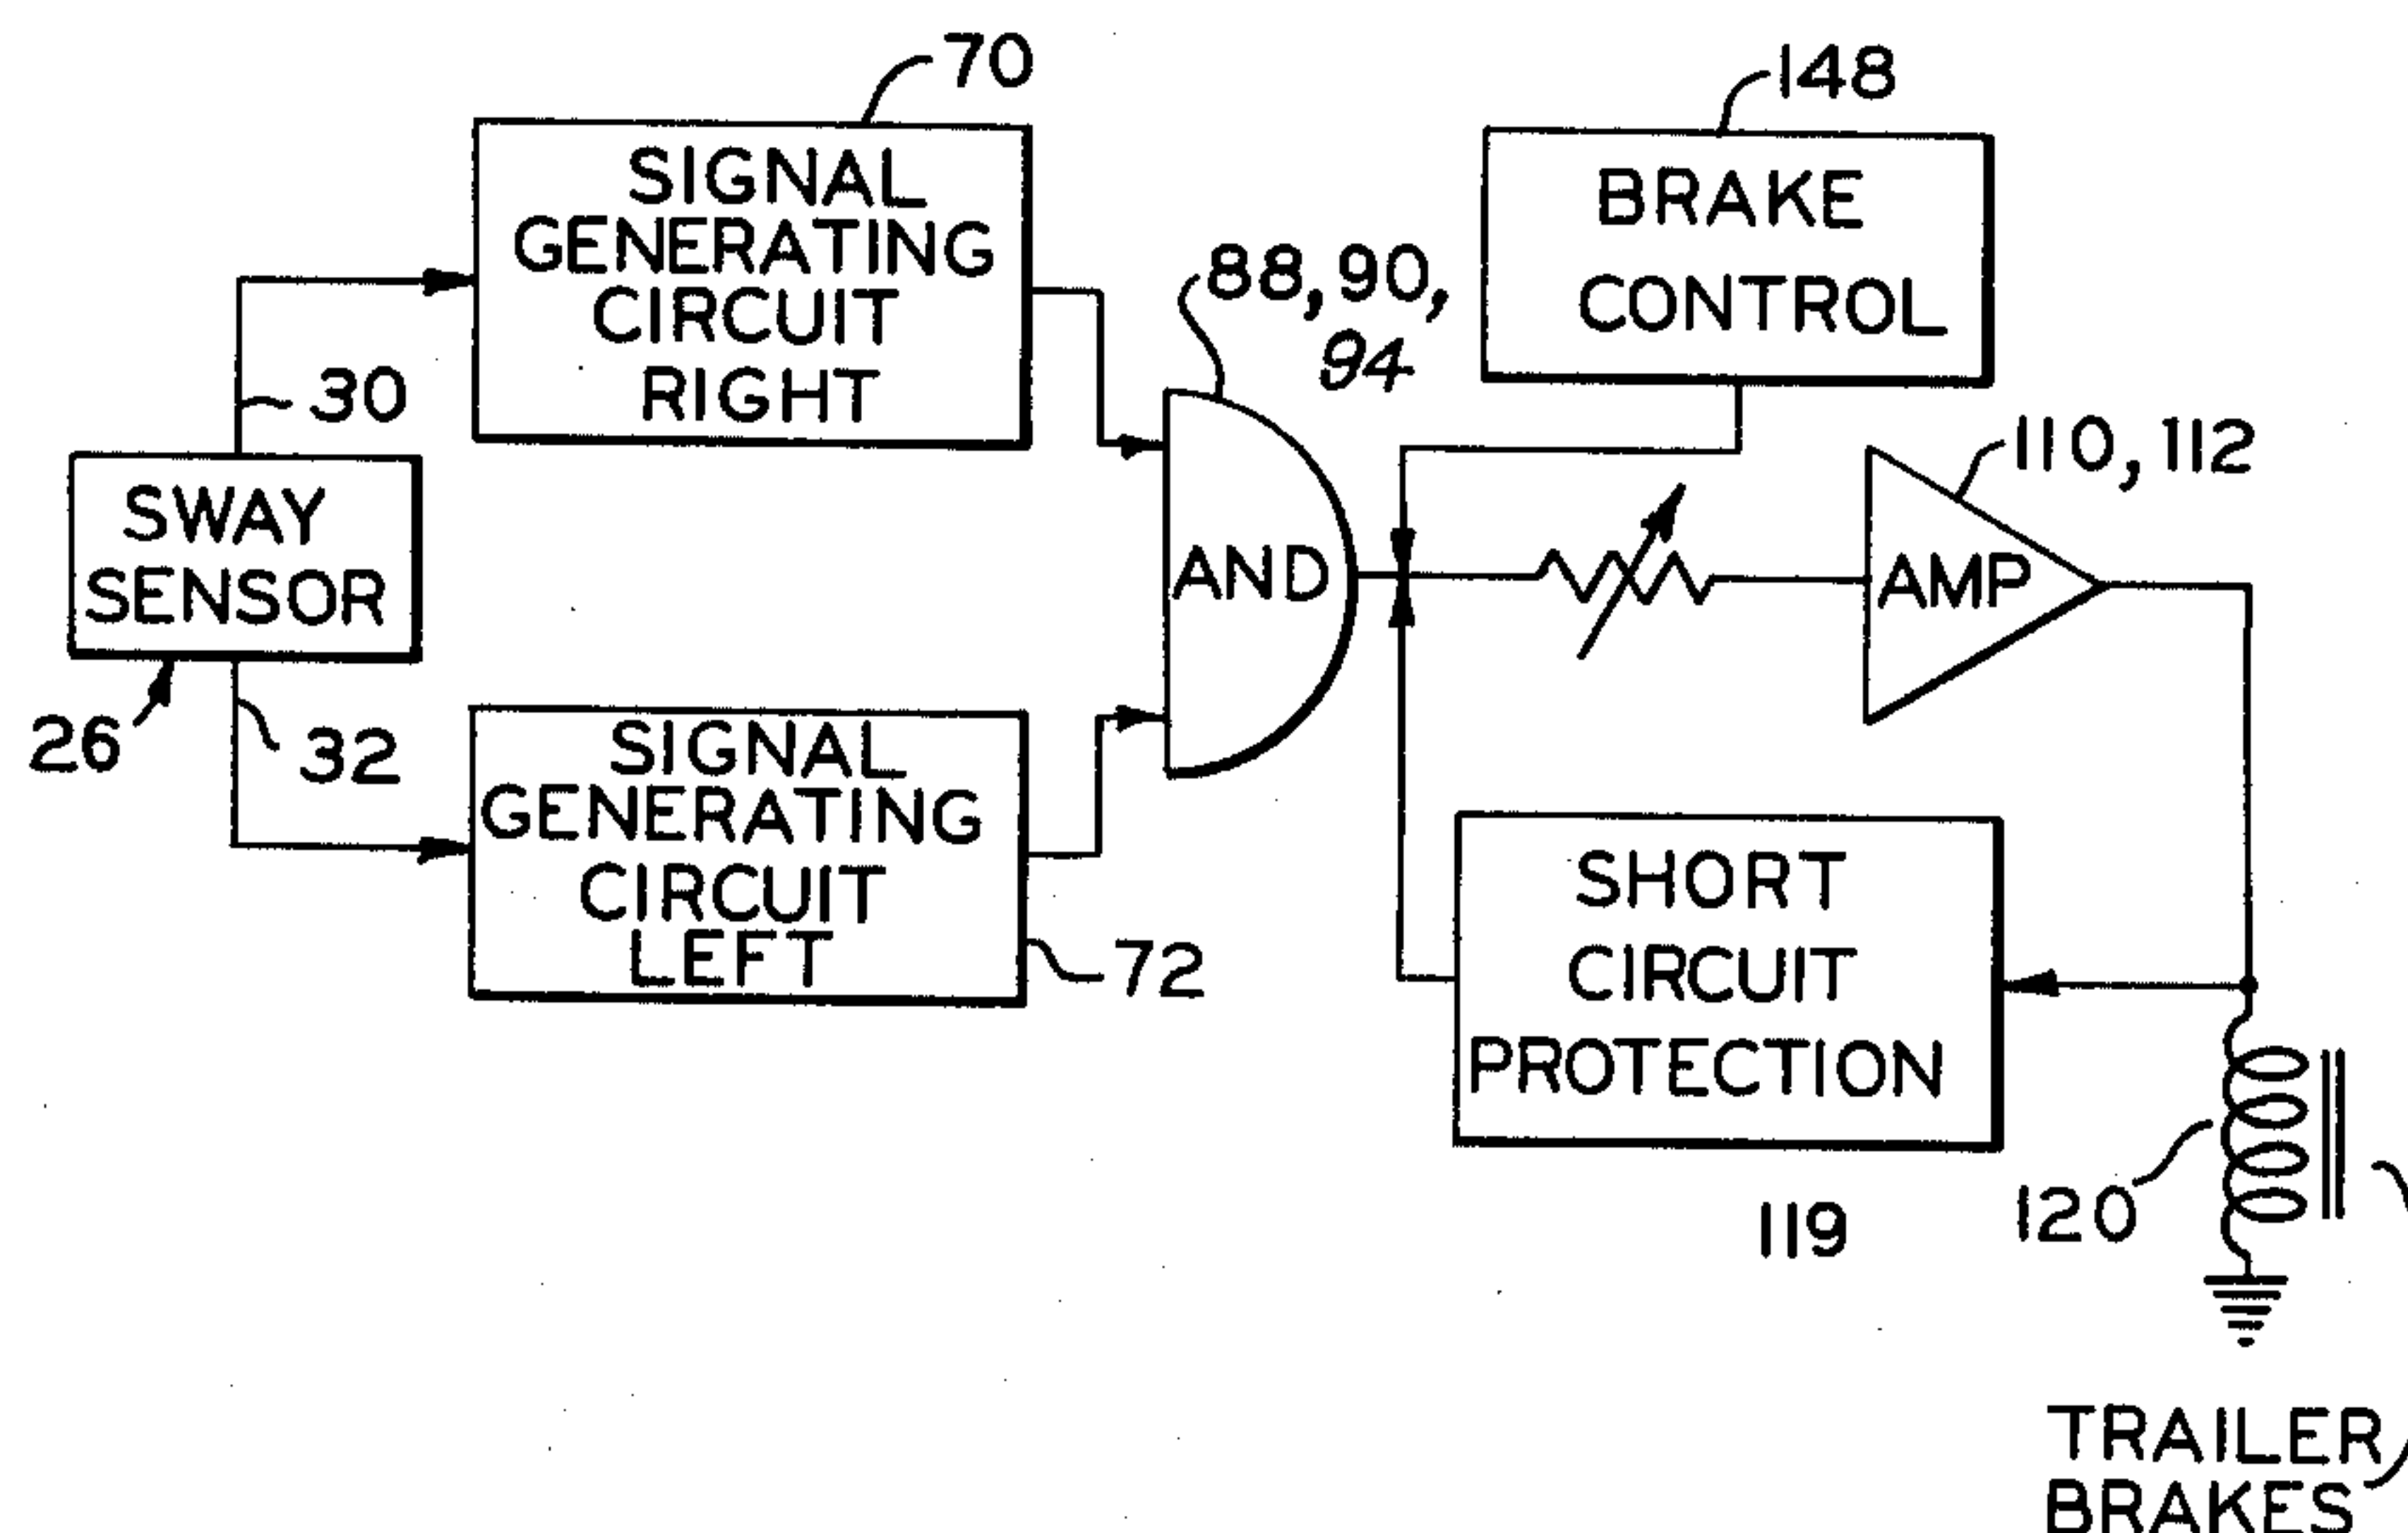 70
148
SIGNAL
GENERATING
CIRCUIT
RIGHT
BRAKE
CONTROL
88, 90,
94
30
110, 112
SWAY
SENSOR
AND
AMP
26
32
SIGNAL
GENERATING
CIRCUIT
LEFT
72
SHORT
CIRCUIT
PROTECTION
119
120
TRAILER
BRAKES